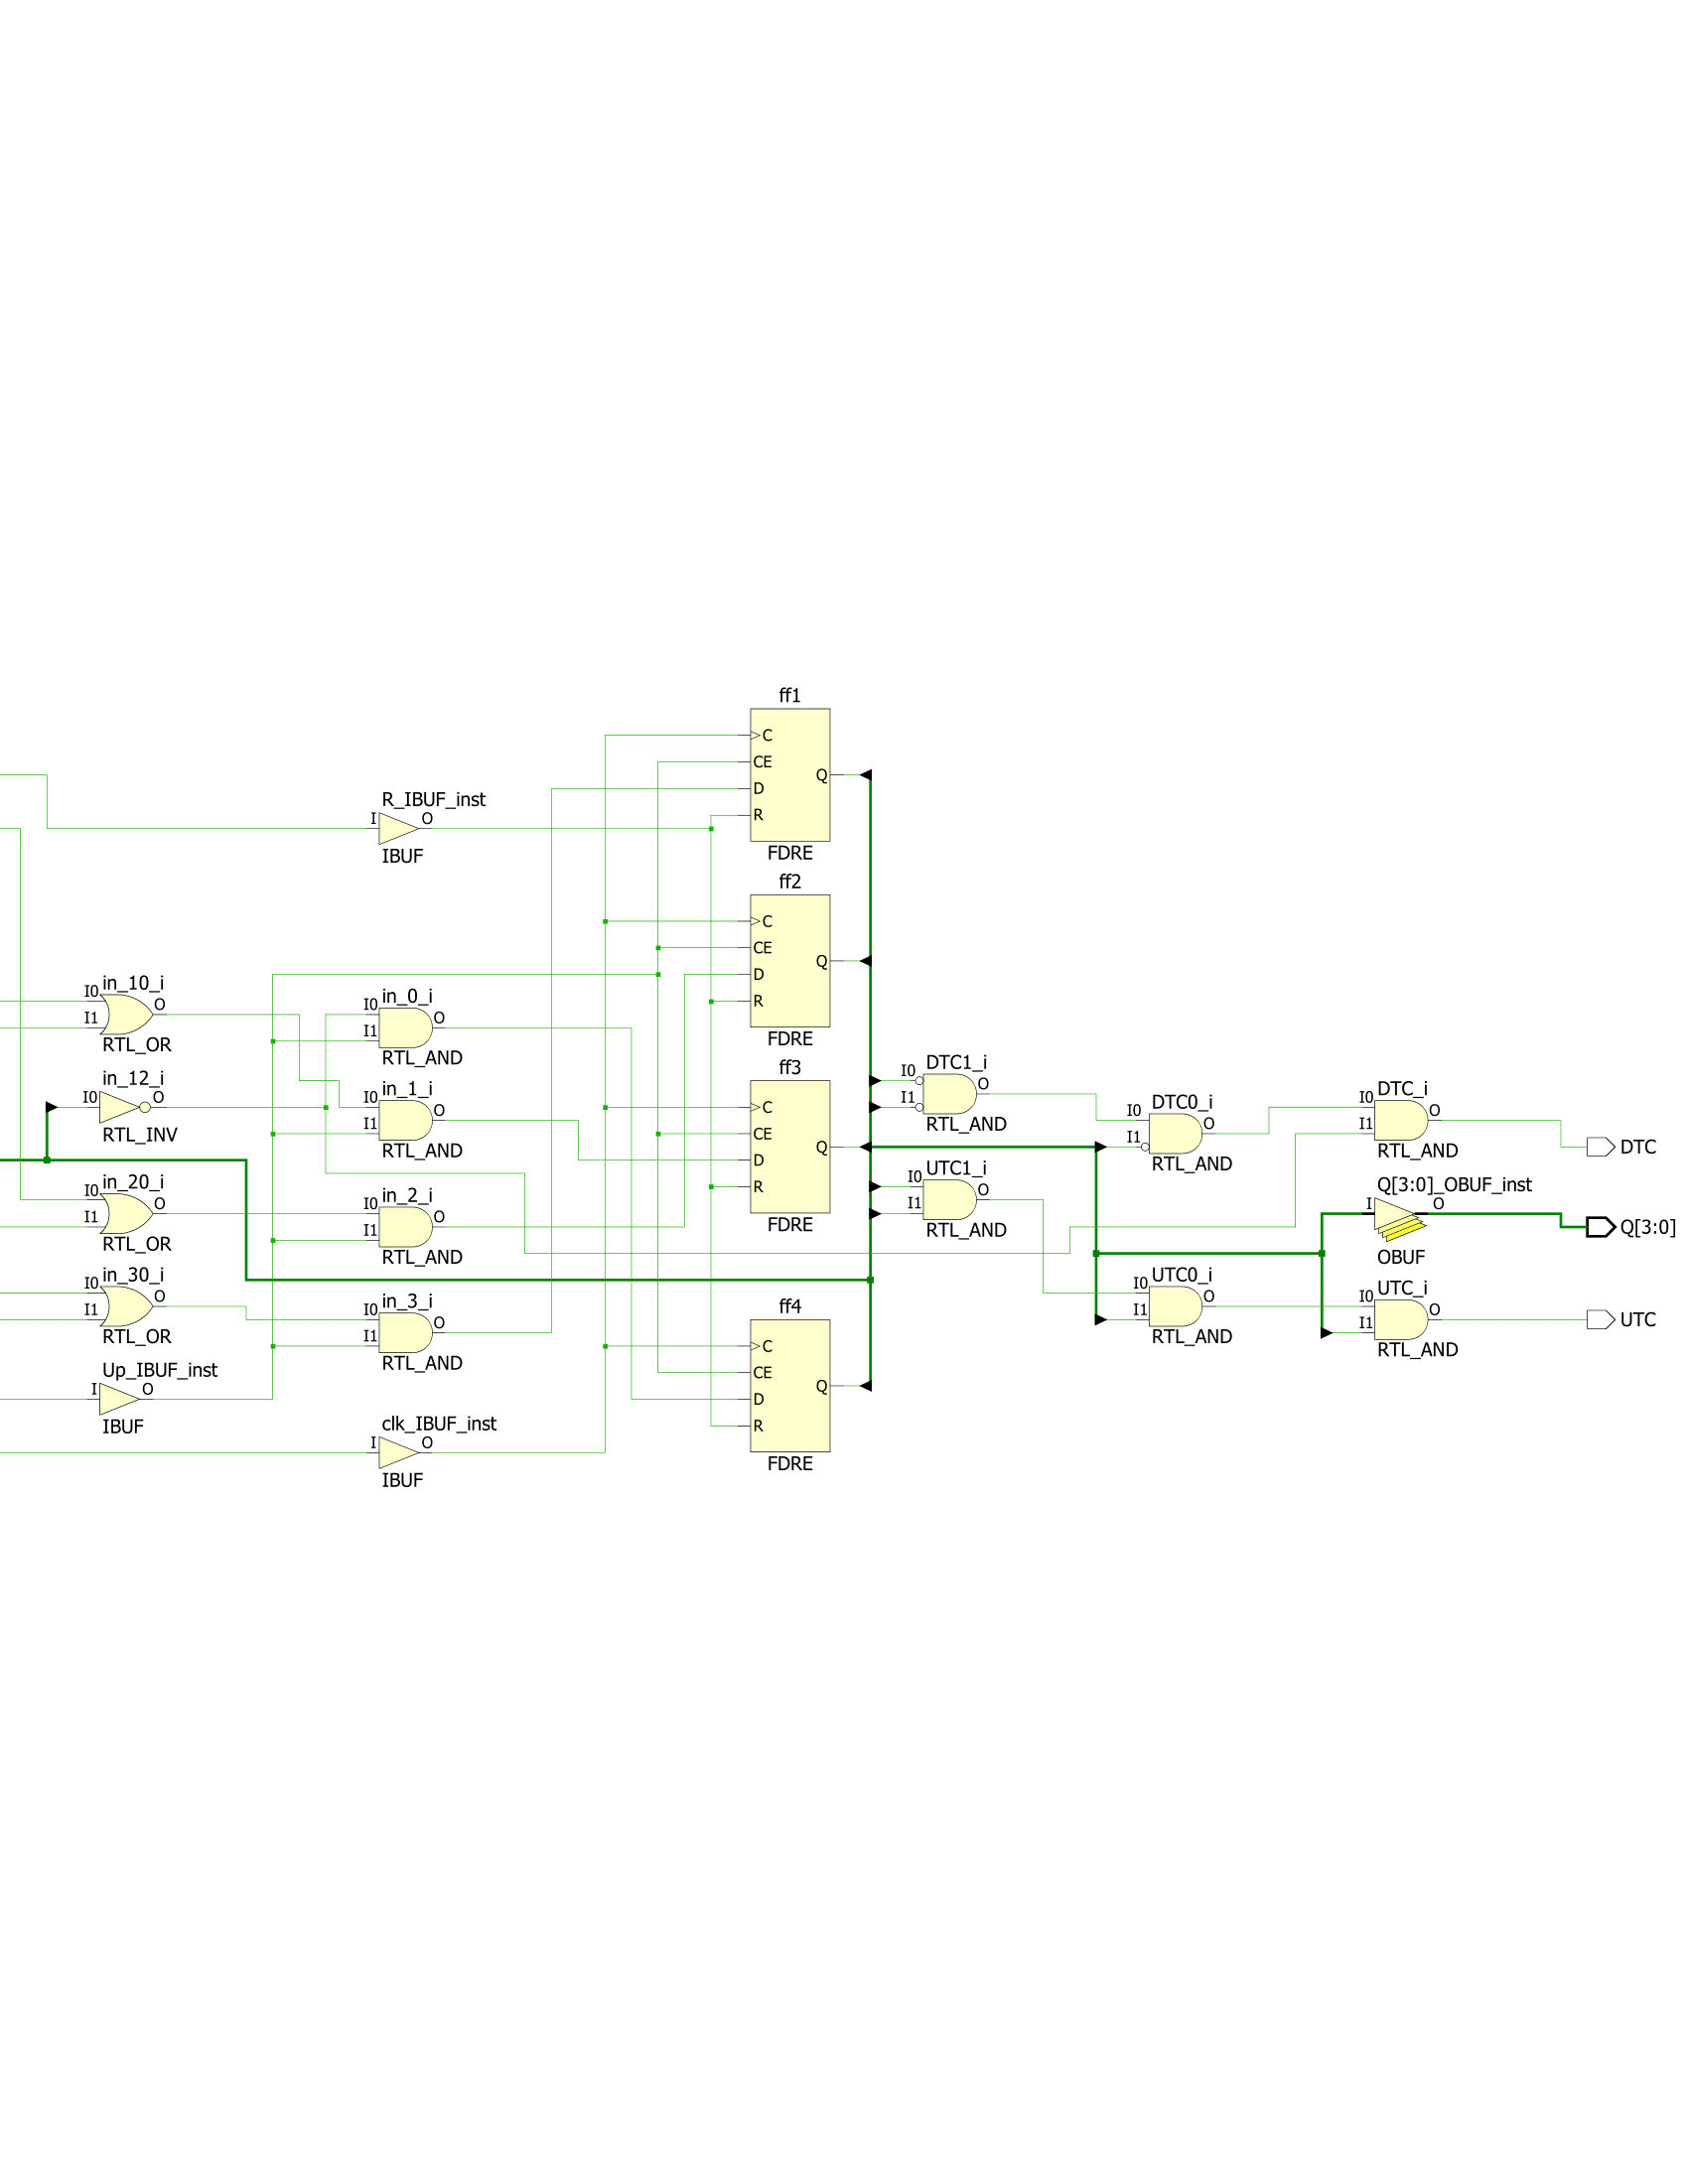 ff1
C
CE
D
R
Q
FDRE
R_IBUF_inst
I O
IBUF
ff2
C
CE
D
R
Q
FDRE
in_10_i
I0 O
I1
RTL_OR
in_0_i
I0 O
I1
RTL_AND
in_12_i
I0 O
RTL_INV
in_1_i
I0 O
I1
RTL_AND
ff3
C
CE
D
R
Q
FDRE
DTC1_i
I0 O
I1
RTL_AND
DTC0_i
I0 O
I1
RTL_AND
DTC_i
I0 O
I1
RTL_AND
DTC
in_20_i
I0 O
I1
RTL_OR
in_2_i
I0 O
I1
RTL_AND
UTC1_i
I0 O
I1
RTL_AND
Q[3:0]_OBUF_inst
I O
OBUF
Q[3:0]
in_30_i
I0 O
I1
RTL_OR
in_3_i
I0 O
I1
RTL_AND
UTC0_i
I0 O
I1
RTL_AND
UTC_i
I0 O
I1
RTL_AND
UTC
ff4
C
CE
D
R
Q
FDRE
Up_IBUF_inst
I O
IBUF
clk_IBUF_inst
I O
IBUF